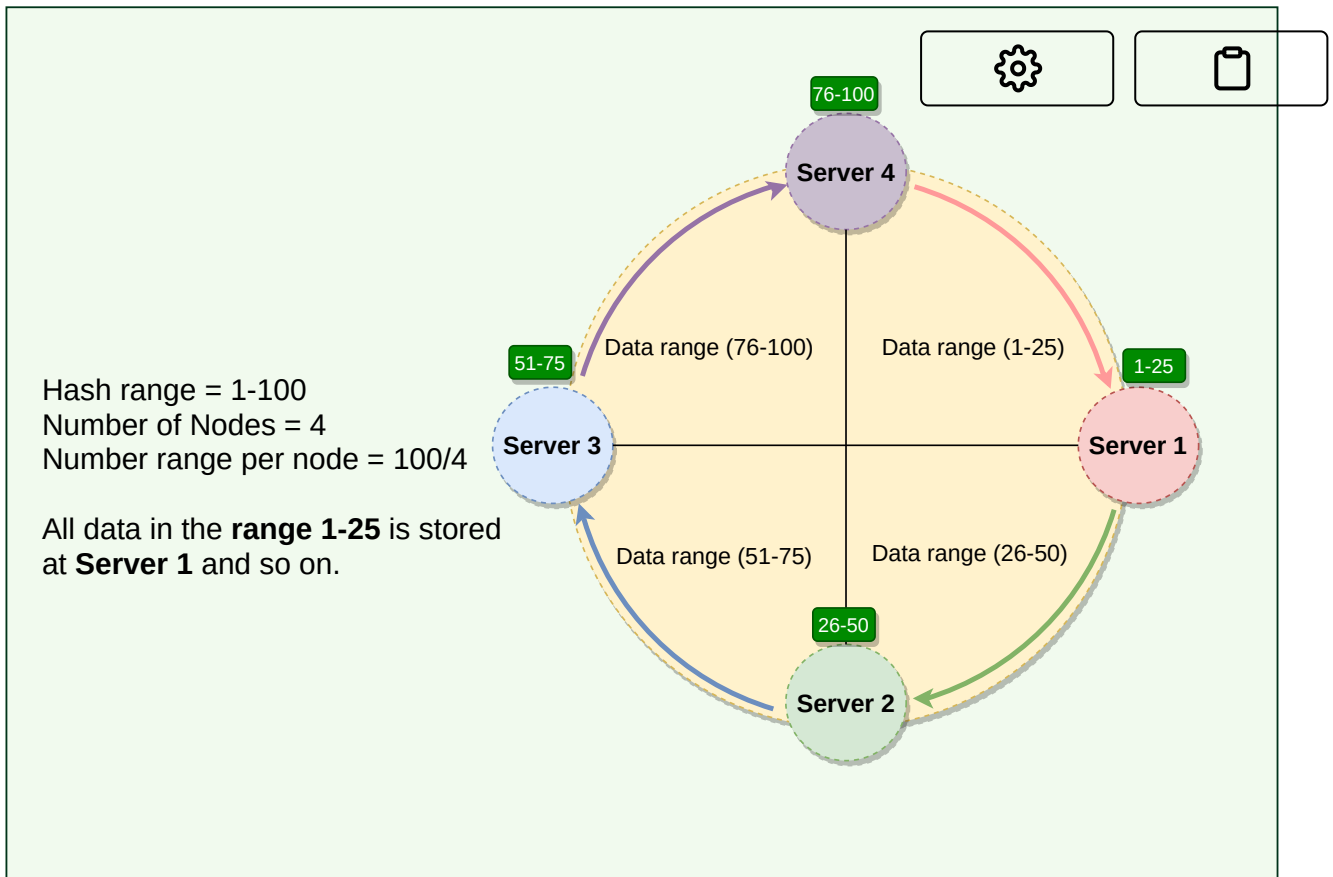 76-100
Server 4
Data range (76-100)
Data range (1-25)
51-75
1-25
Hash range = 1-100
Number of Nodes = 4
Number range per node = 100/4
Server 3
Server 1
All data in the range 1-25 is stored
at Server 1 and so on.
Data range (51-75)
Data range (26-50)
26-50
Server 2